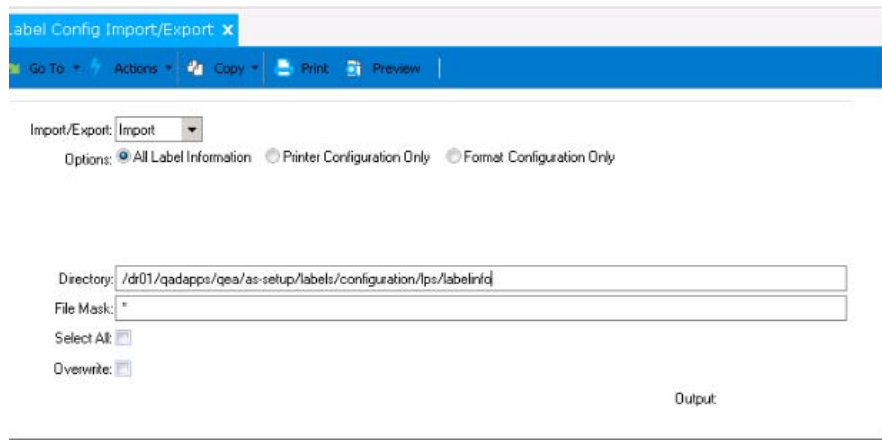 Label Config Import/Export x
Go To Actions Copy Print Preview
Import/Export: Import
Options: All Label Information Printer Configuration Only Format Configuration Only
Directory: /dr01/qadapps/qea/as-setup/labels/configuration/lps/labelinfo
File Mask: *
Select All:
Overwrite:
Output: